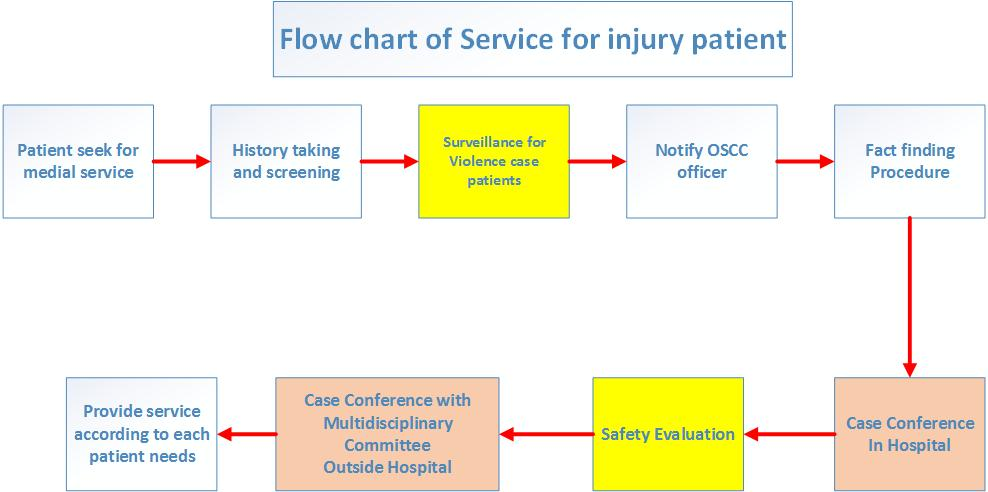 Flow chart of Service for injury patient
Patient seek for
medial service
History taking
and screening
Surveillance for
Violence case
patients
Notify OSCC
officer
Fact finding
Procedure
Case Conference
In Hospital
Safety Evaluation
Case Conference with
Multidisciplinary
Committee
Outside Hospital
Provide service
according to each
patient needs